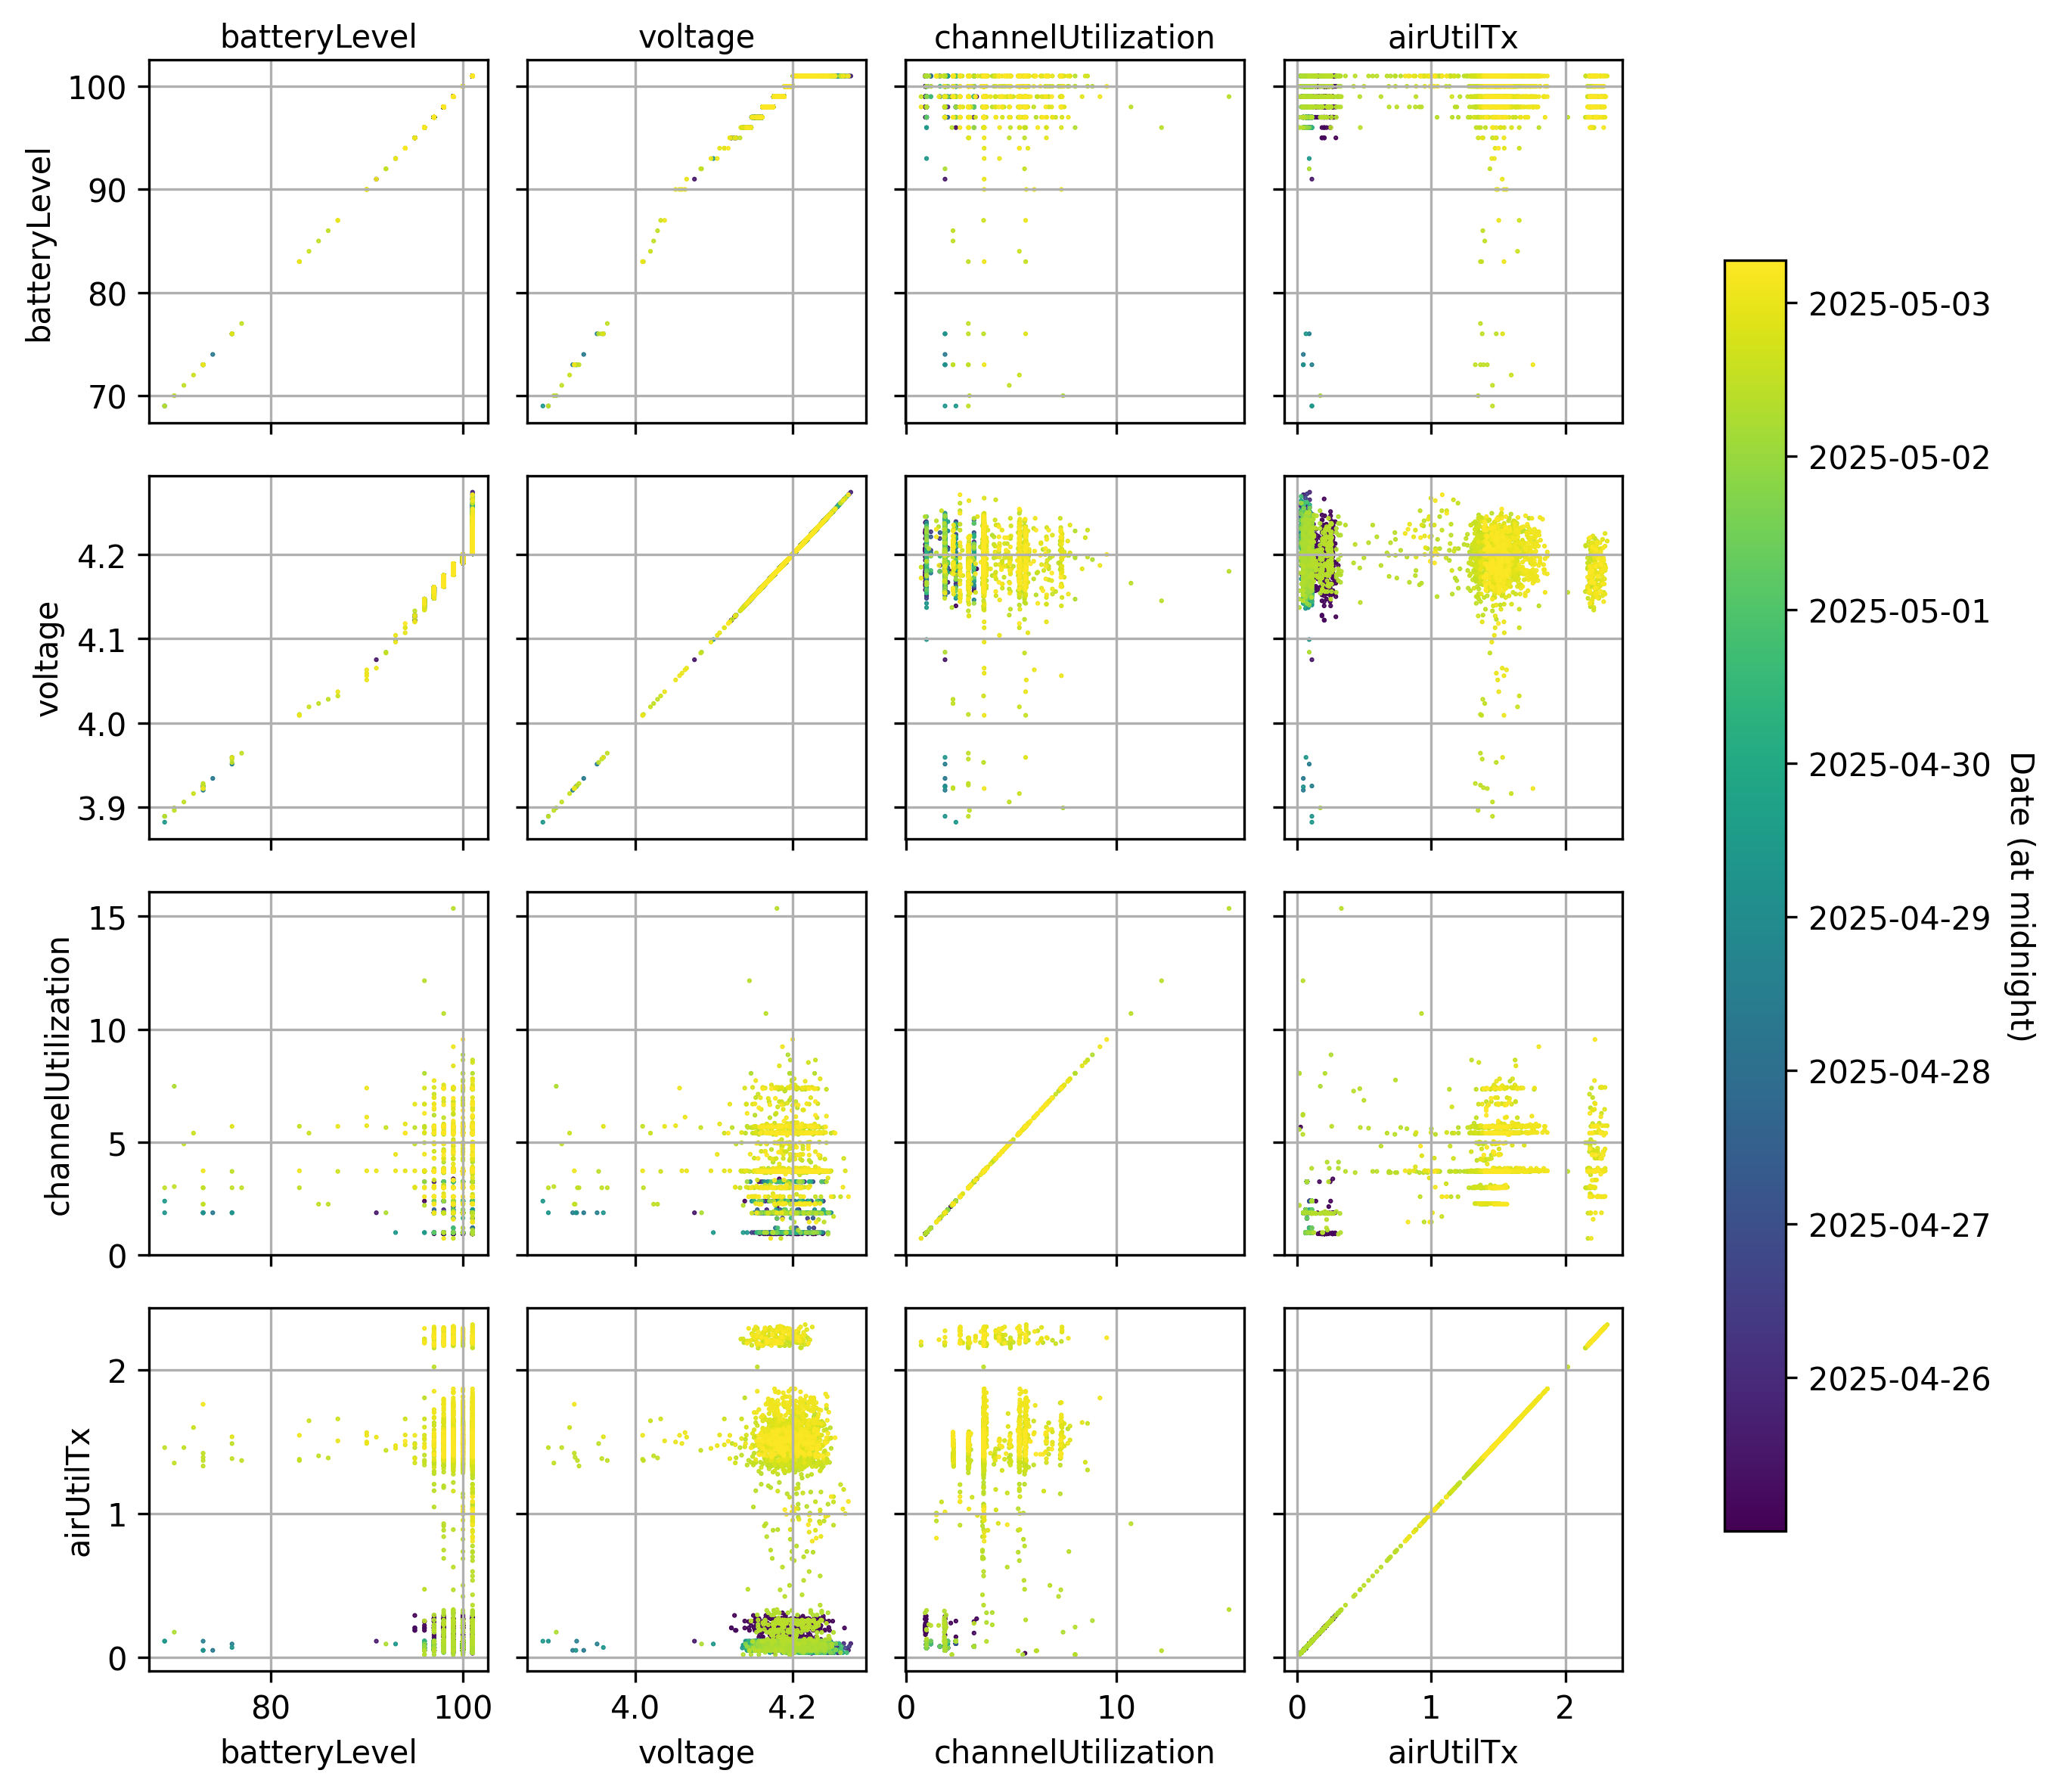 batteryLevel
voltage
channelUtilization
airUtilTx
batteryLevel
100
90
80
70
voltage
4.2
4.1
4.0
3.9
channelUtilization
15
10
5
0
airUtilTx
2
1
0
80
100
4.0
4.2
0
10
0
1
2
batteryLevel
voltage
channelUtilization
airUtilTx
2025-05-03
2025-05-02
2025-05-01
2025-04-30
2025-04-29
2025-04-28
2025-04-27
2025-04-26
Date (at midnight)